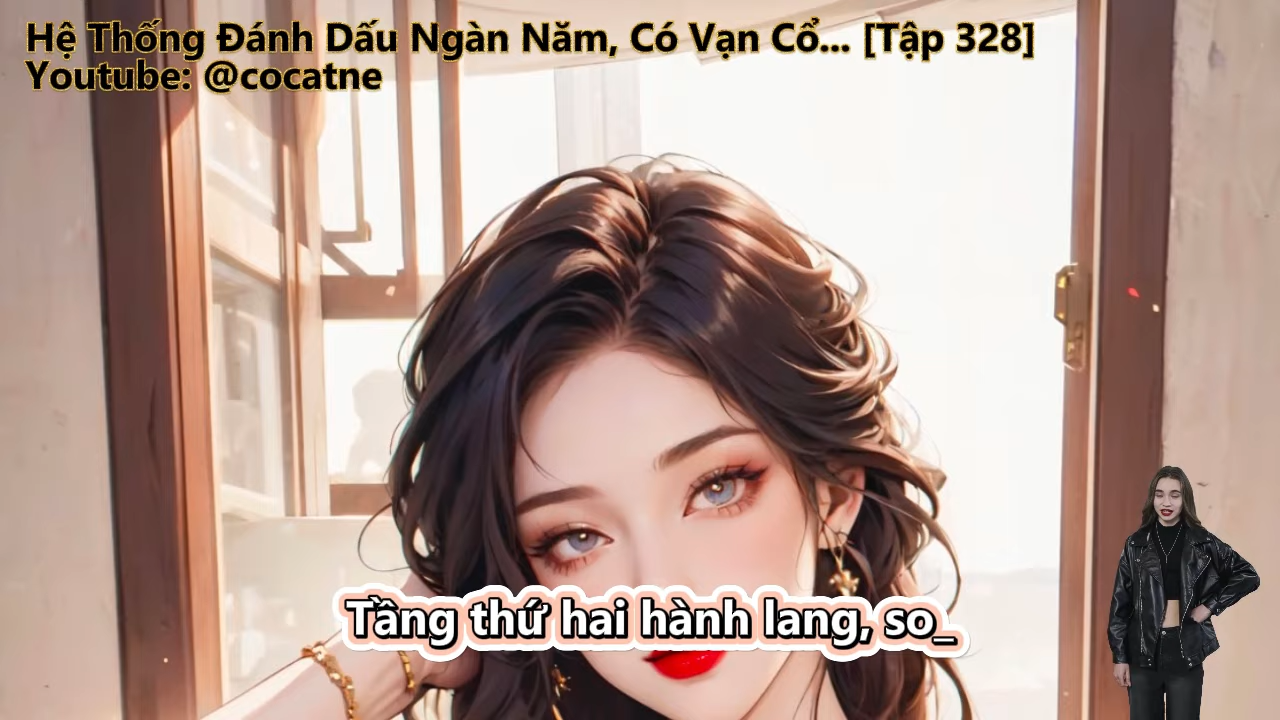 Hệ Thống Đánh Dấu Ngàn Năm, Có Vạn Cổ... [Tập 328]
Youtube: @cocatne
Tầng thứ hai hành lang, so_